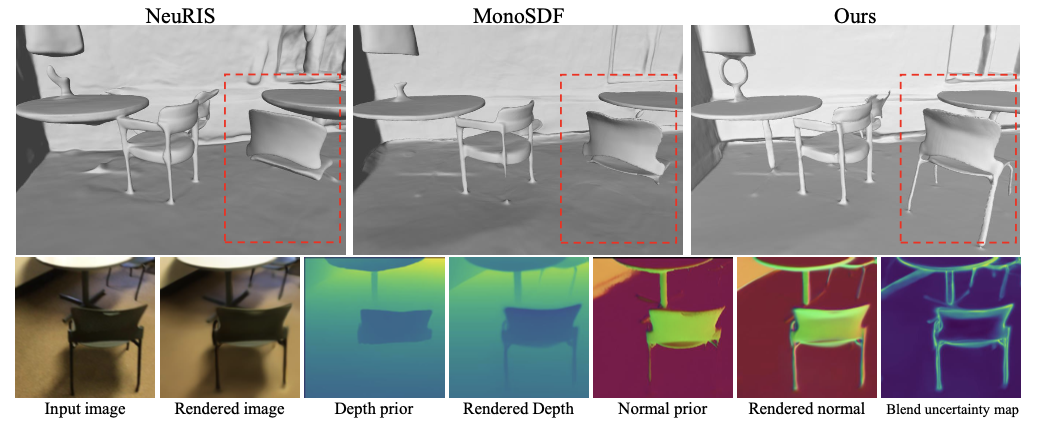 NeuRIS
MonoSDF
Ours
Input image
Rendered image
Depth prior
Rendered Depth
Normal prior
Rendered normal
Blend uncertainty map